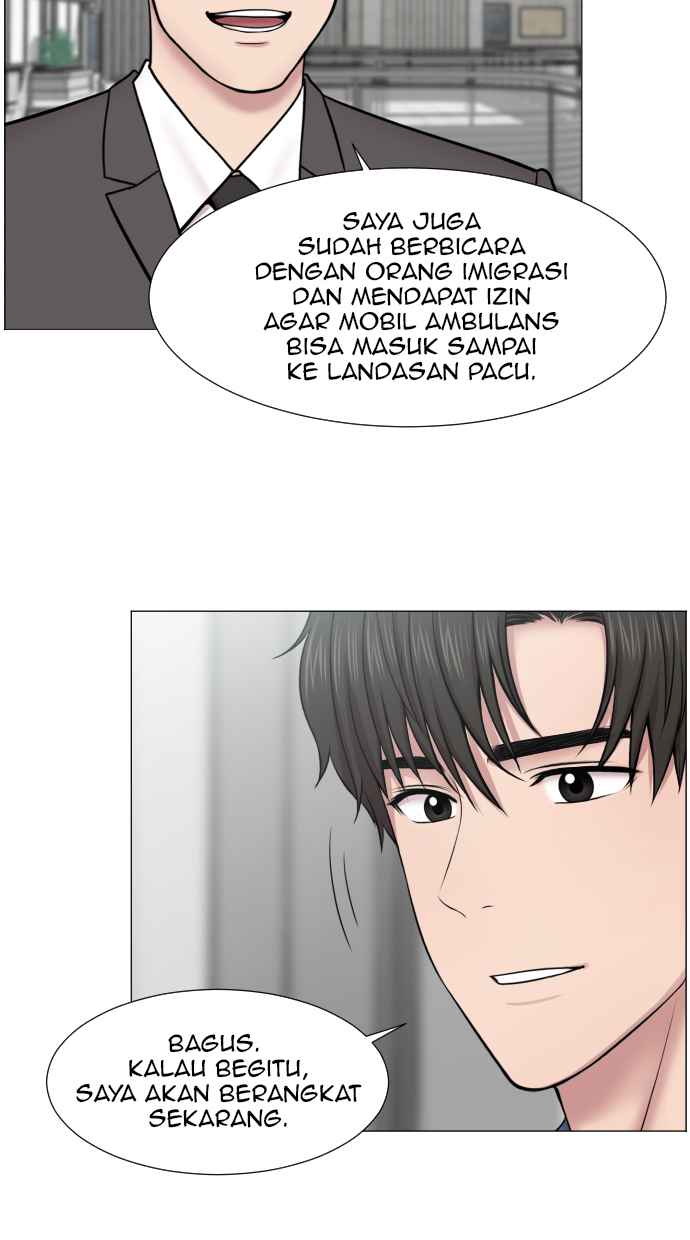 SAYA JUGA
SUDAH BERBICARA
DENGAN ORANG IMIGRASI
DAN MENDAPAT IZIN
AGAR MOBIL AMBULANS
BISA MASUK SAMPAI
KE LANDASAN PACU.
BAGUS.
KALAU BEGITU,
SAYA AKAN BERANGKAT
SEKARANG.